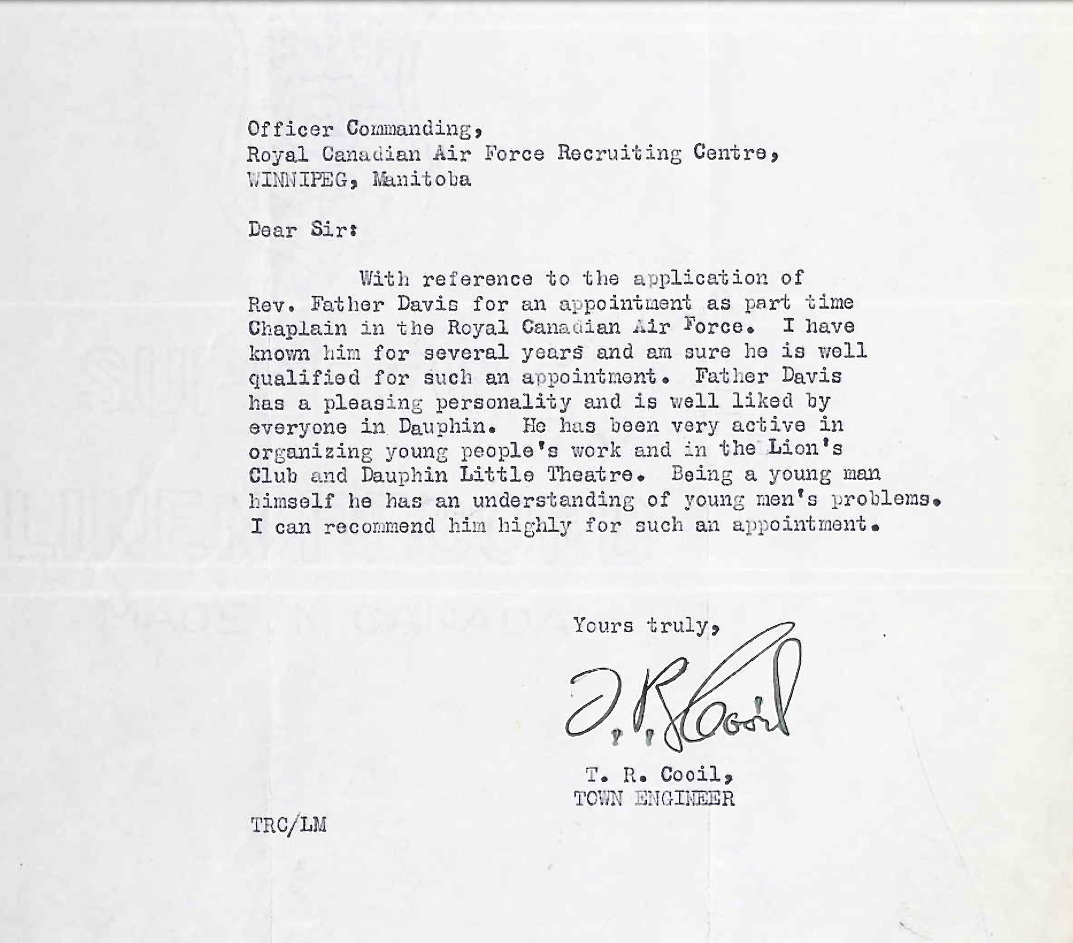 Officer Commanding,
Royal Canadian Air Force Recruiting Centre,
WINNIPEG, Manitoba
Dear Sir:
With reference to the application of
Rev. Father Davis for an appointment as part time
Chaplain in the Royal Canadian Air Force. I have
known him for several years and am sure he is well
qualified for such an appointment. Father Davis
has a pleasing personality and is well liked by
everyone in Dauphin. He has been very active in
organizing young people's work and in the Lion's
Club and Dauphin Little Theatre. Being a young man
himself he has an understanding of young men's problems.
I can recommend him highly for such an appointment.
Yours truly,
T. R. Cooil
T. R. Cooil,
TOWN ENGINEER
TRC/LM